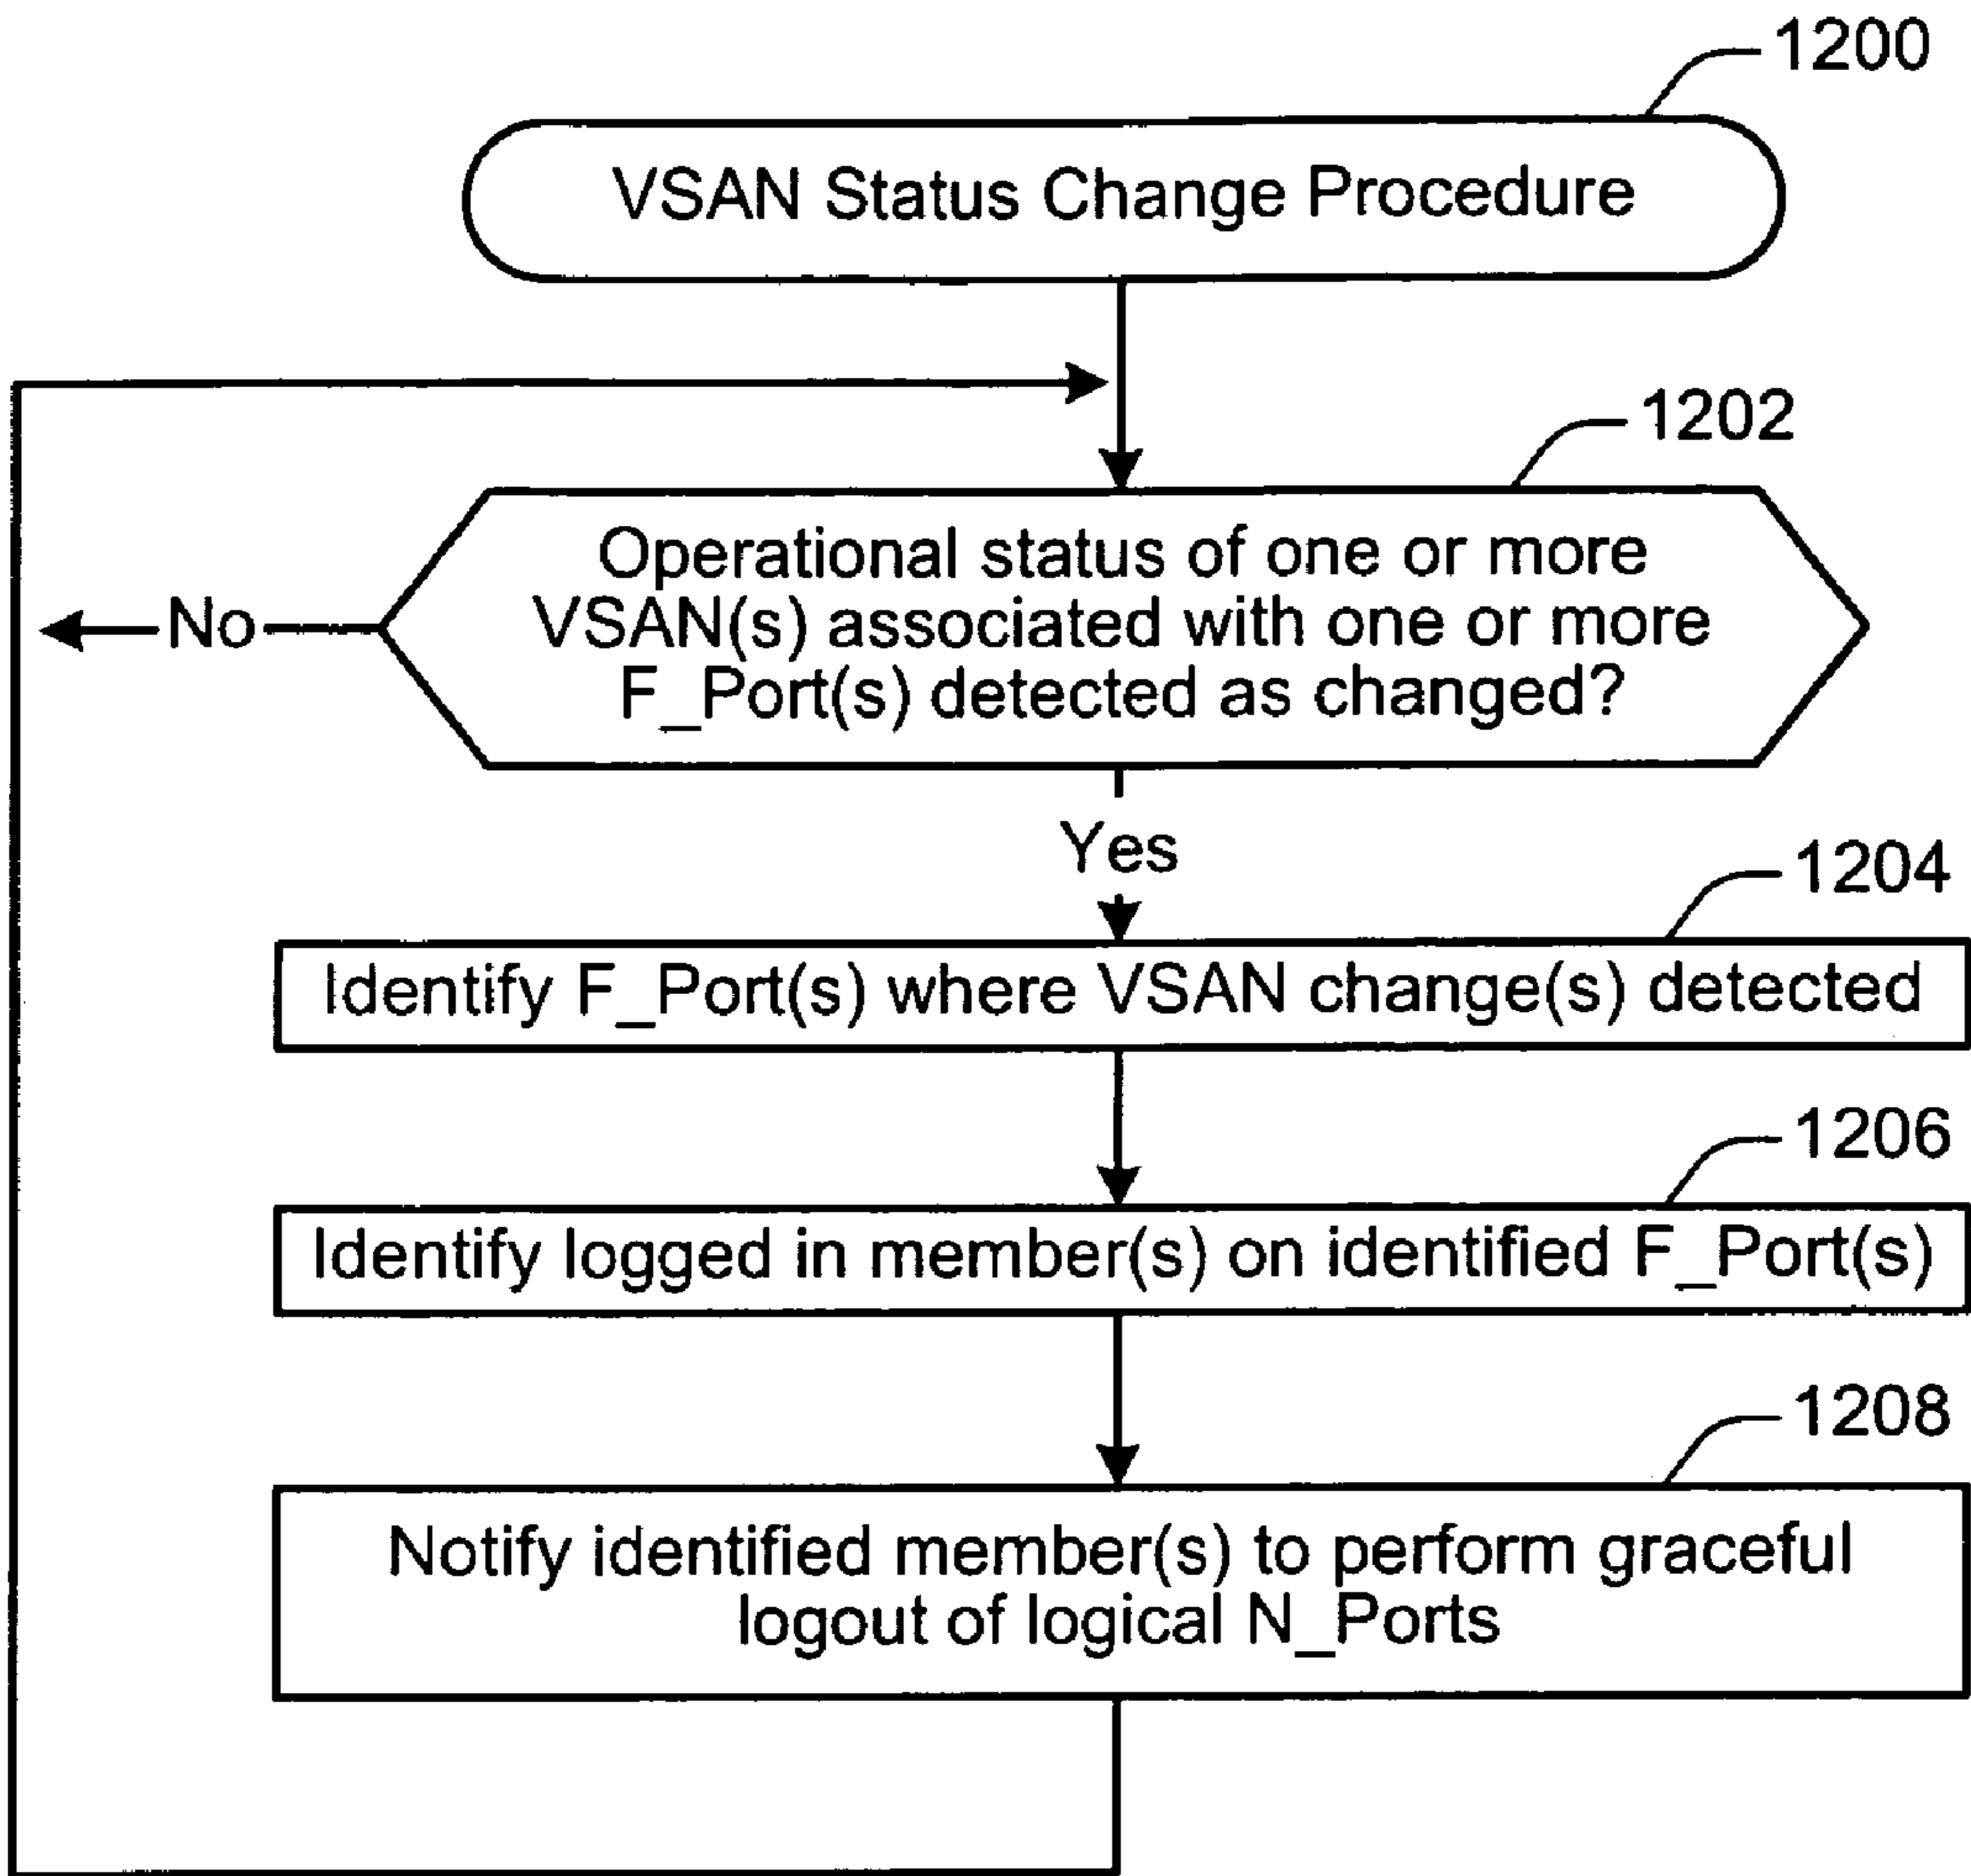 1200
VSAN Status Change Procedure
1202
Operational status of one or more
VSAN(s) associated with one or more
F_Port(s) detected as changed?
No
Yes
1204
Identify F_Port(s) where VSAN change(s) detected
1206
Identify logged in member(s) on identified F_Port(s)
1208
Notify identified member(s) to perform graceful
logout of logical N_Ports